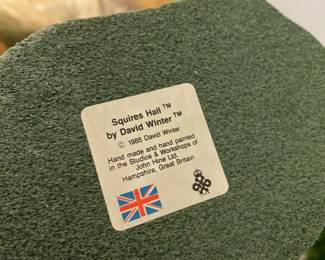 Squires Hall ™
by David Winter ™
© 1985 David Winter
Hand made and hand painted
in the Studios & Workshops of
John Hine Ltd.
Hampshire, Great Britain